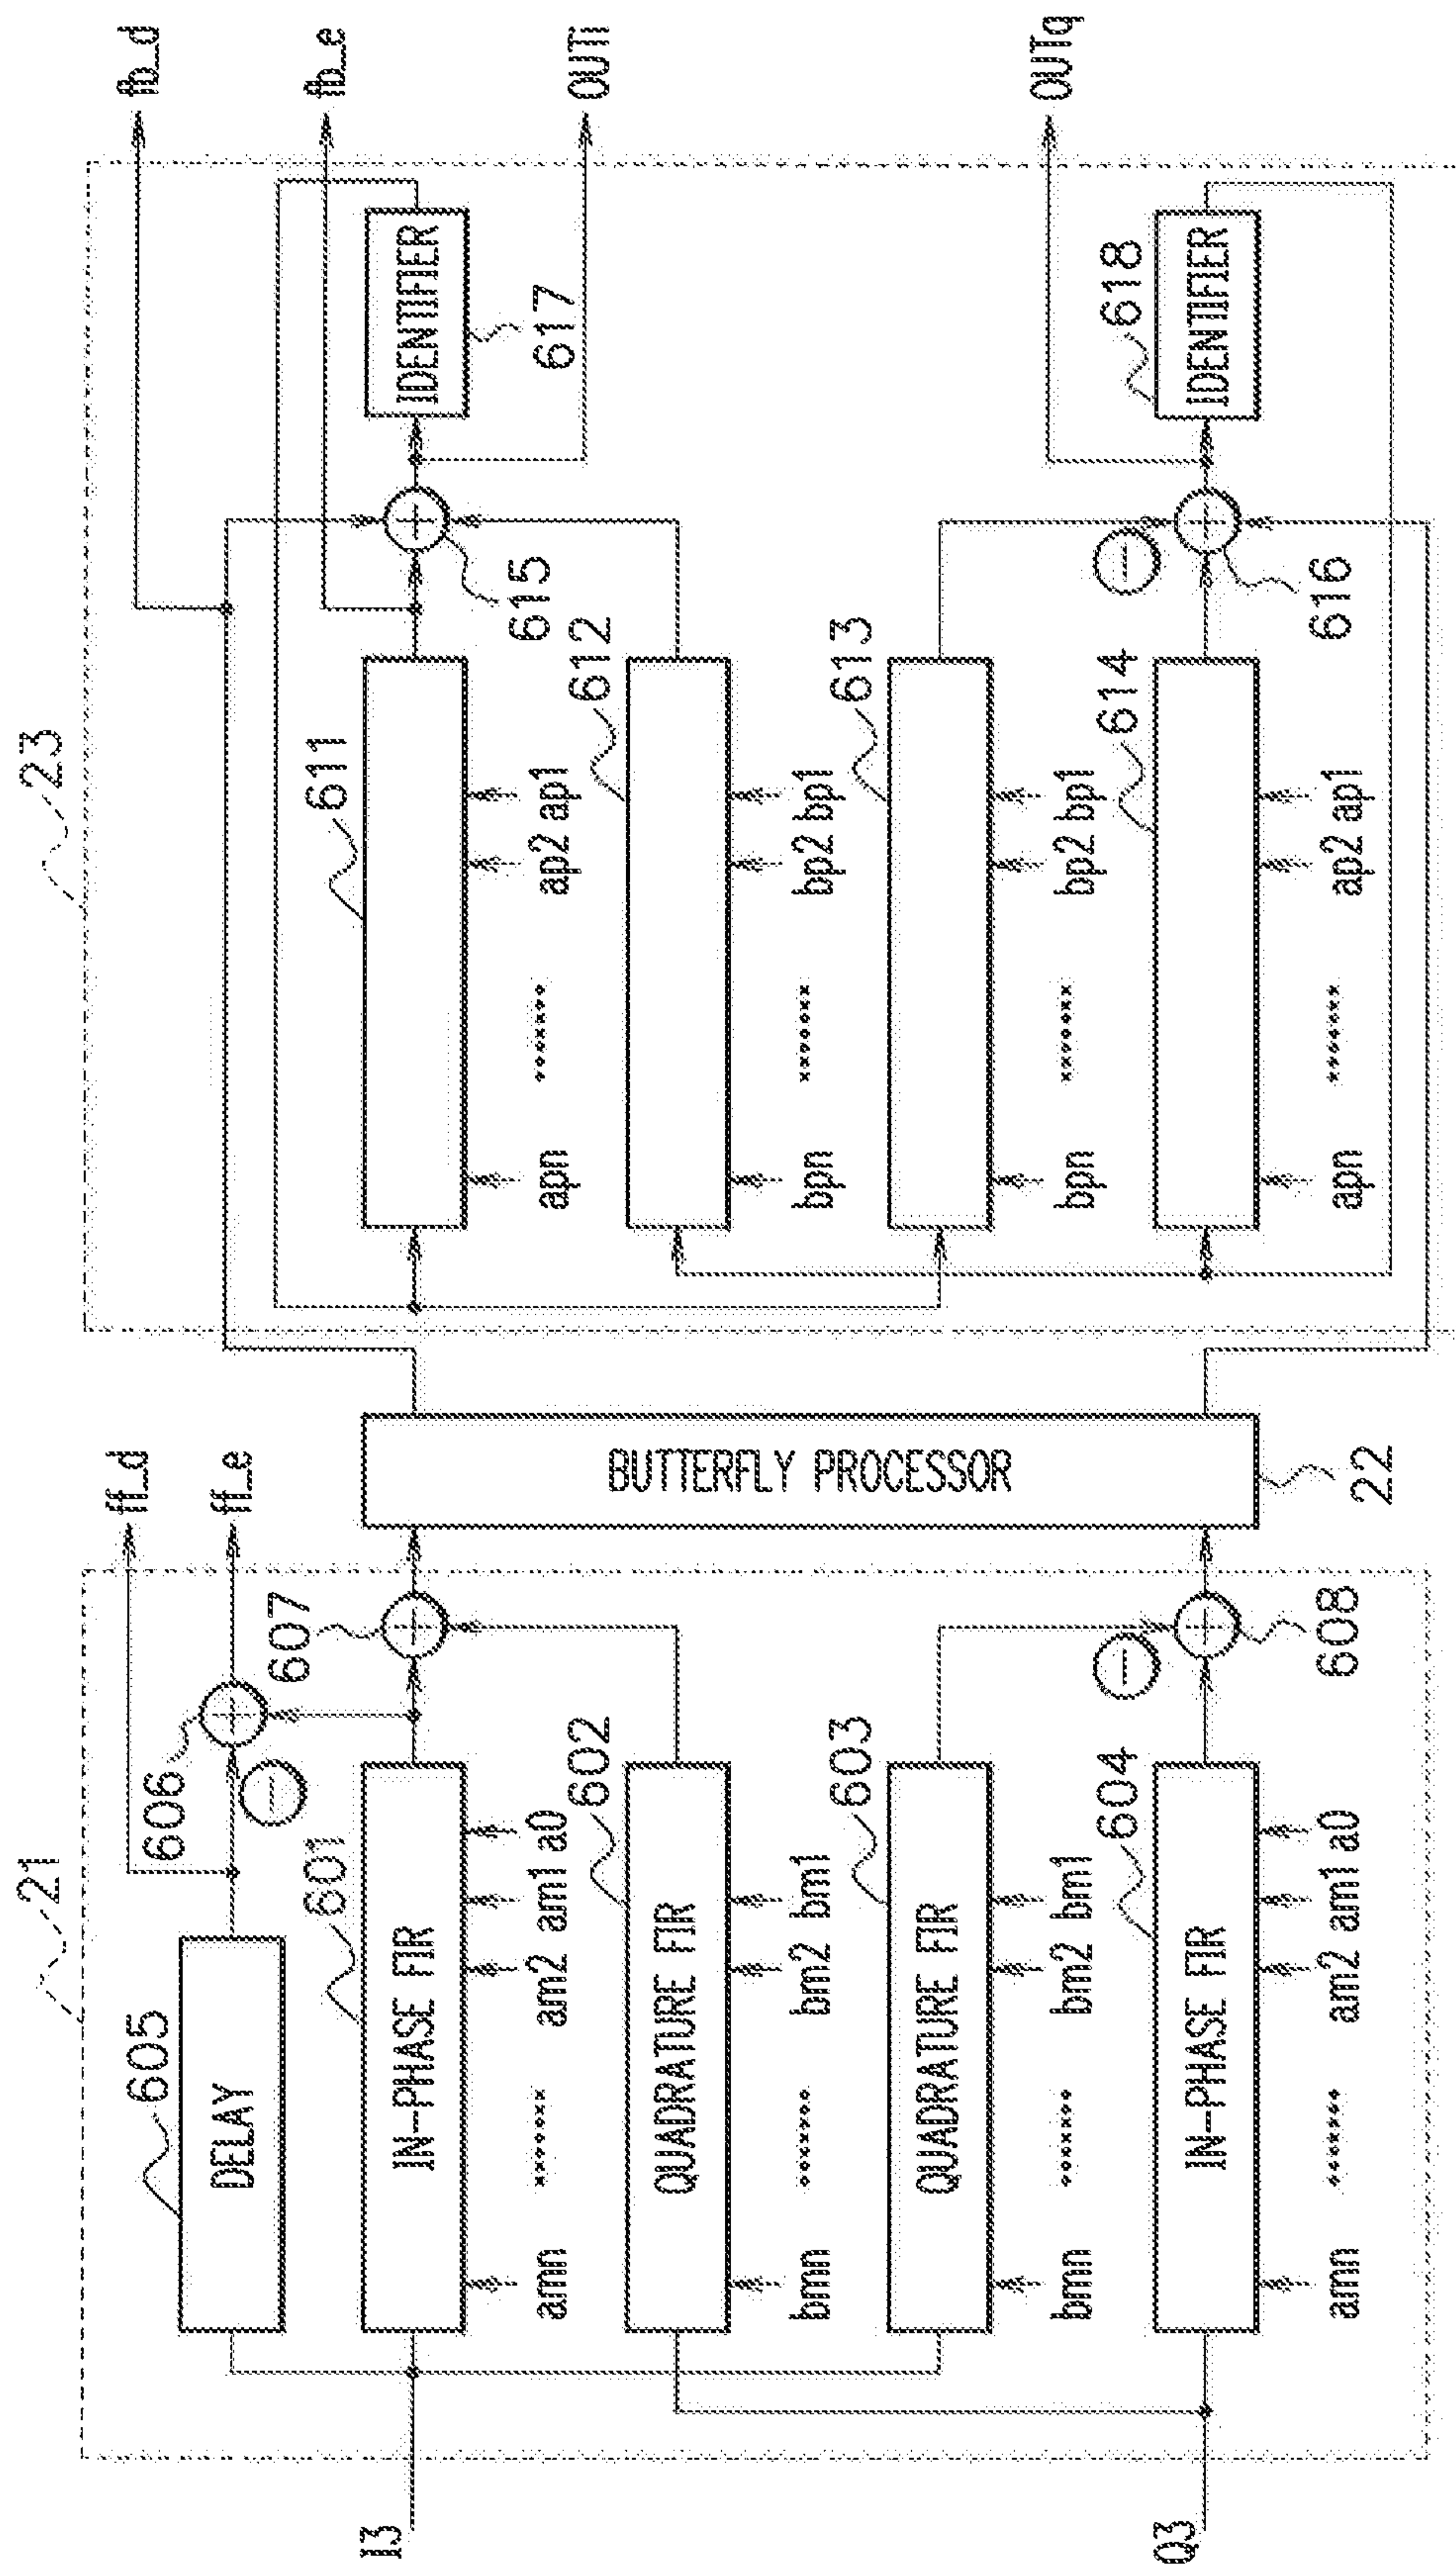 21
605
DELAY
606
ff_d
ff_e
I3
601
IN-PHASE FIR
amn ······· am2 am1 a0
607
602
QUADRATURE FIR
bmn ······· bm2 bm1
603
QUADRATURE FIR
bmn ······· bm2 bm1
Q3
604
IN-PHASE FIR
amn ······· am2 am1 a0
608
BUTTERFLY PROCESSOR
22
23
fb_d
fb_e
611
apn ······· ap2 ap1
615
IDENTIFIER
617
OUTi
612
bpn ······· bp2 bp1
613
bpn ······· bp2 bp1
OUTq
614
apn ······· ap2 ap1
616
618
IDENTIFIER